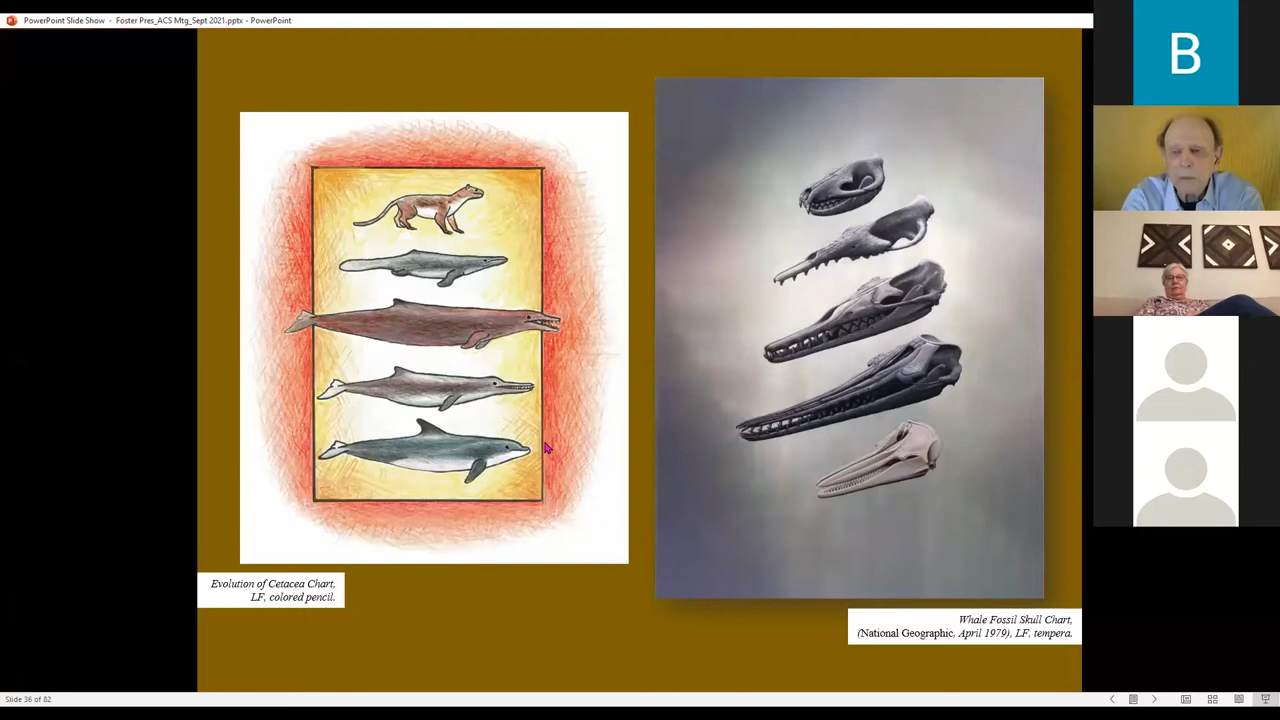 PowerPoint Slide Show - Foster Pres_ACS Mtg_Sept 2021.pptx - PowerPoint
B
Evolution of Cetacea Chart,
LF, colored pencil.
Whale Fossil Skull Chart,
(National Geographic, April 1979), LF, tempera.
Slide 36 of 82